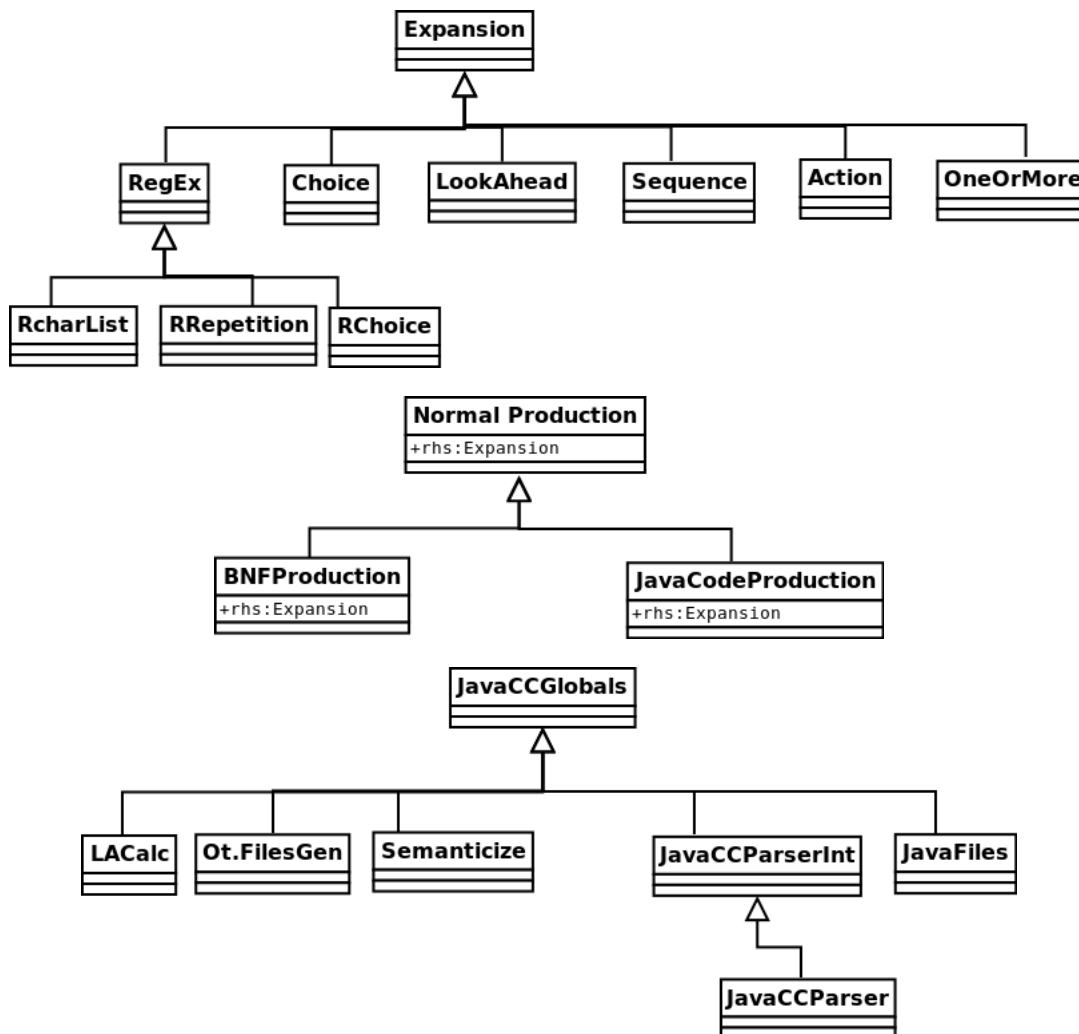 Expansion
RegEx
Choice
LookAhead
Sequence
Action
OneOrMore
RcharList
RRepetition
RChoice
Normal Production
+rhs:Expansion
BNFProduction
+rhs:Expansion
JavaCodeProduction
+rhs:Expansion
JavaCCGlobals
LACalc
Ot.FilesGen
Semanticize
JavaCCParserInt
JavaFiles
JavaCCParser